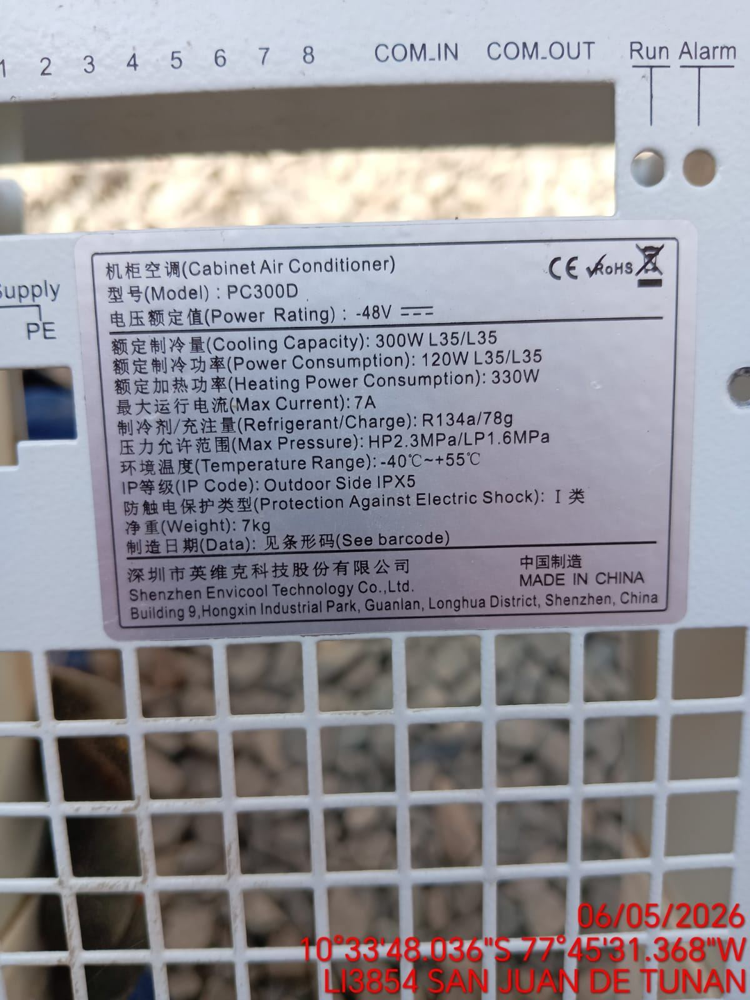 1 2 3 4 5 6 7 8 COM_IN COM_OUT Run Alarm
Supply
PE
机柜空调(Cabinet Air Conditioner)
CE RoHS
型号(Model) : PC300D
电压额定值(Power Rating) : -48V
额定制冷量(Cooling Capacity): 300W L35/L35
额定制冷功率(Power Consumption): 120W L35/L35
额定加热功率(Heating Power Consumption): 330W
最大运行电流(Max Current): 7A
制冷剂/充注量(Refrigerant/Charge): R134a/78g
压力允许范围(Max Pressure): HP2.3MPa/LP1.6MPa
环境温度(Temperature Range): -40℃~+55℃
IP等级(IP Code): Outdoor Side IPX5
防触电保护类型(Protection Against Electric Shock): I 类
净重(Weight): 7kg
制造日期(Data): 见条形码(See barcode)
深圳市英维克科技股份有限公司
中国制造
Shenzhen Envicool Technology Co.,Ltd.
MADE IN CHINA
Building 9,Hongxin Industrial Park, Guanlan, Longhua District, Shenzhen, China
06/05/2026
10°33'48.036"S 77°45'31.368"W
LI3854 SAN JUAN DE TUNAN